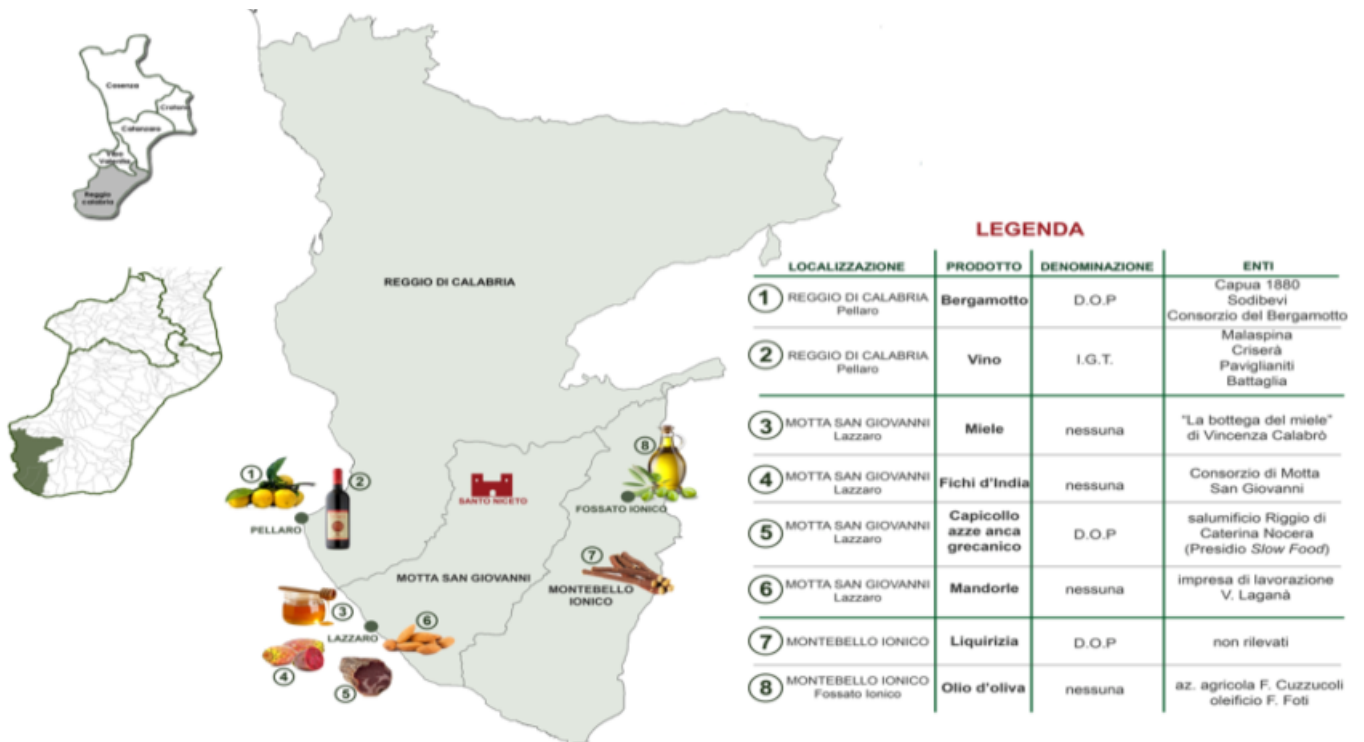 Cosenza
Crotone
Catanzaro
Vibo
Valentia
Reggio
calabria
REGGIO DI CALABRIA
1
2
PELLARO
SANTO NICETO
8
FOSSATO IONICO
7
MOTTA SAN GIOVANNI
MONTEBELLO
IONICO
3
LAZZARO
6
4
5
LEGENDA
LOCALIZZAZIONE PRODOTTO DENOMINAZIONE ENTI
1 REGGIO DI CALABRIA
Pellaro
Bergamotto
D.O.P
Capua 1880
Sodibevi
Consorzio del Bergamotto
2 REGGIO DI CALABRIA
Pellaro
Vino
I.G.T.
Malaspina
Criserà
Paviglianiti
Battaglia
3 MOTTA SAN GIOVANNI
Lazzaro
Miele
nessuna
"La bottega del miele"
di Vincenza Calabrò
4 MOTTA SAN GIOVANNI
Lazzaro
Fichi d'India
nessuna
Consorzio di Motta
San Giovanni
5 MOTTA SAN GIOVANNI
Lazzaro
Capicollo
azze anca
grecanico
D.O.P
salumificio Riggio di
Caterina Nocera
(Presidio Slow Food)
6 MOTTA SAN GIOVANNI
Lazzaro
Mandorle
nessuna
impresa di lavorazione
V. Laganà
7 MONTEBELLO IONICO
Liquirizia
D.O.P
non rilevati
8 MONTEBELLO IONICO
Fossato Ionico
Olio d'oliva
nessuna
az. agricola F. Cuzzucoli
oleificio F. Foti